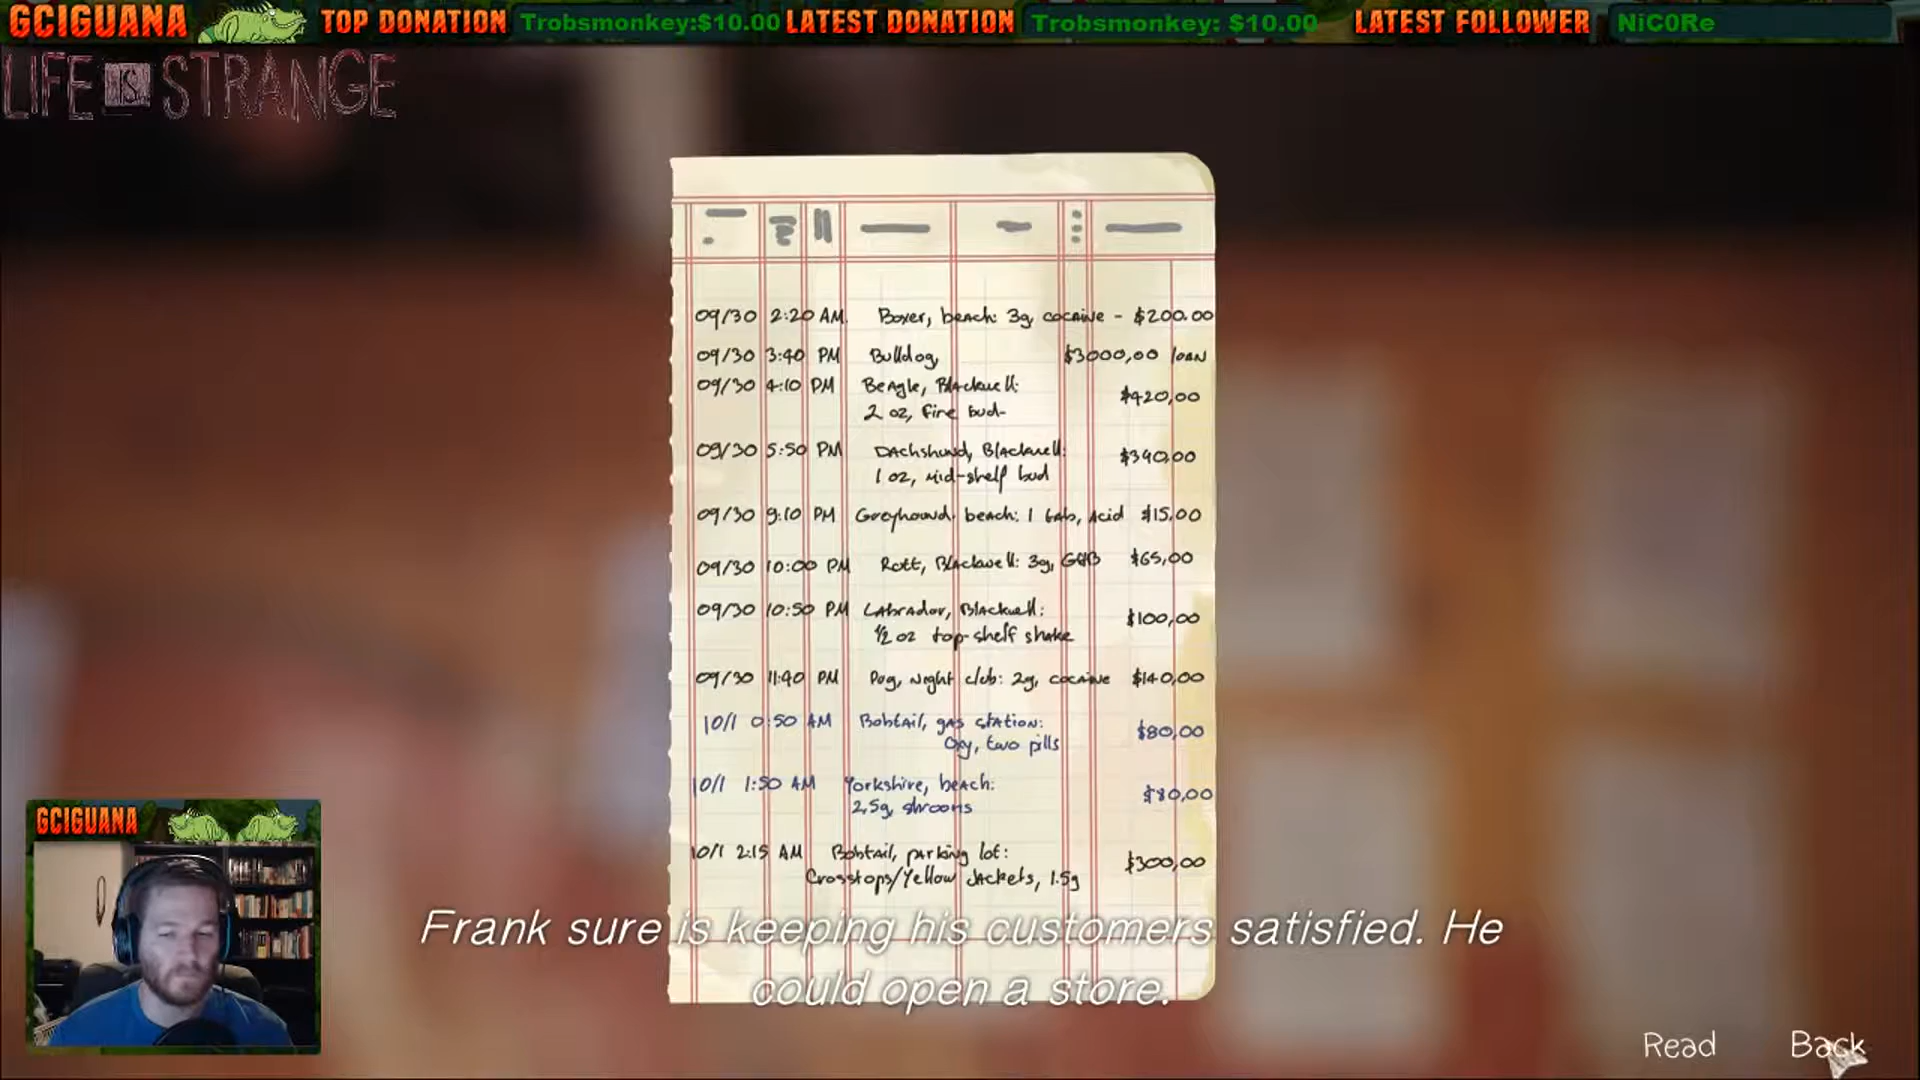 GCIGUANA TOP DONATION Trobsmonkey:$10.00 LATEST DONATION Trobsmonkey: $10.00 LATEST FOLLOWER NiC0Re
LIFE IS STRANGE
09/30 2:20 AM. Boxer, beach: 3g, cocaine - $200.00
09/30 3:40 PM Bulldog, $3000,00 loan
09/30 4:10 PM Beagle, Blackwell: $420,00
2 oz, fire bud-
09/30 5:50 PM Dachshund, Blackwell: $340,00
1 oz, mid-shelf bud
09/30 9:10 PM Greyhound, beach: 1 tab, Acid $15,00
09/30 10:00 PM Rott, Blackwell: 3g, GHB $65,00
09/30 10:50 PM Labrador, Blackwell: $100,00
1/2 oz top-shelf shake
09/30 11:40 PM Pug, night club: 2g, cocaine $140,00
10/1 0:50 AM Bobtail, gas station: $80,00
Oxy, two pills
10/1 1:50 AM Yorkshire, beach: $80,00
2,5g, shrooms
10/1 2:15 AM Bobtail, parking lot: $300,00
Crosstops/Yellow Jackets, 1.5g
Frank sure is keeping his customers satisfied. He
could open a store.
GCIGUANA
Read Back